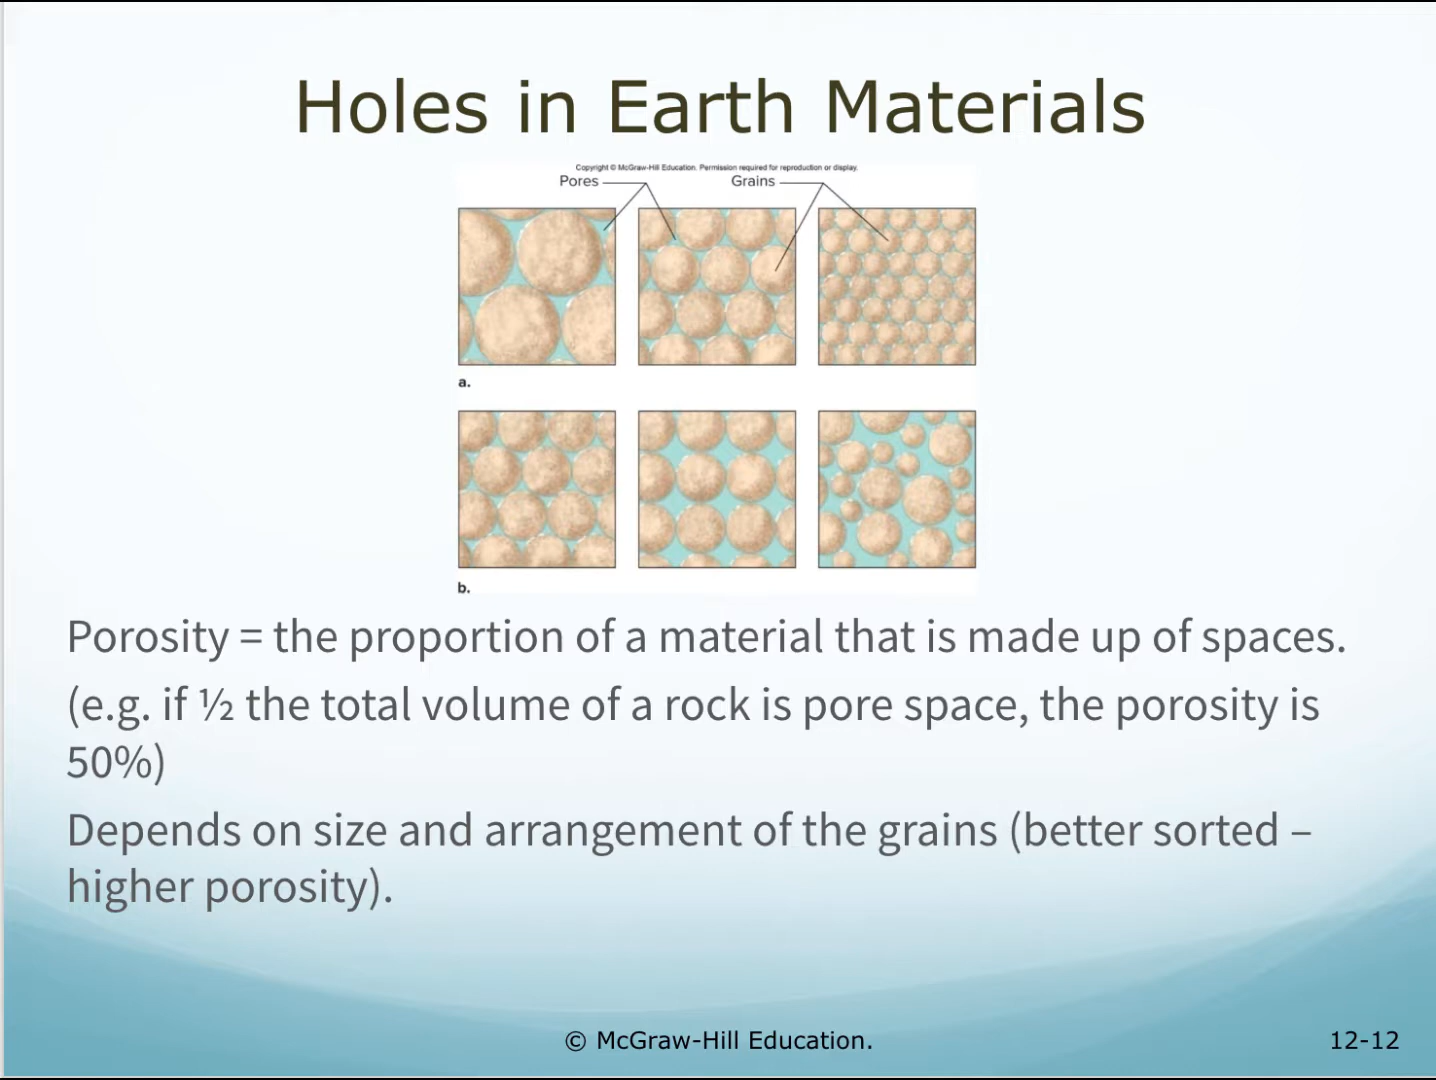 Holes in Earth Materials
Copyright © McGraw-Hill Education. Permission required for reproduction or display.
Pores
Grains
a.
b.
Porosity = the proportion of a material that is made up of spaces.
(e.g. if ½ the total volume of a rock is pore space, the porosity is
50%)
Depends on size and arrangement of the grains (better sorted –
higher porosity).
© McGraw-Hill Education.
12-12